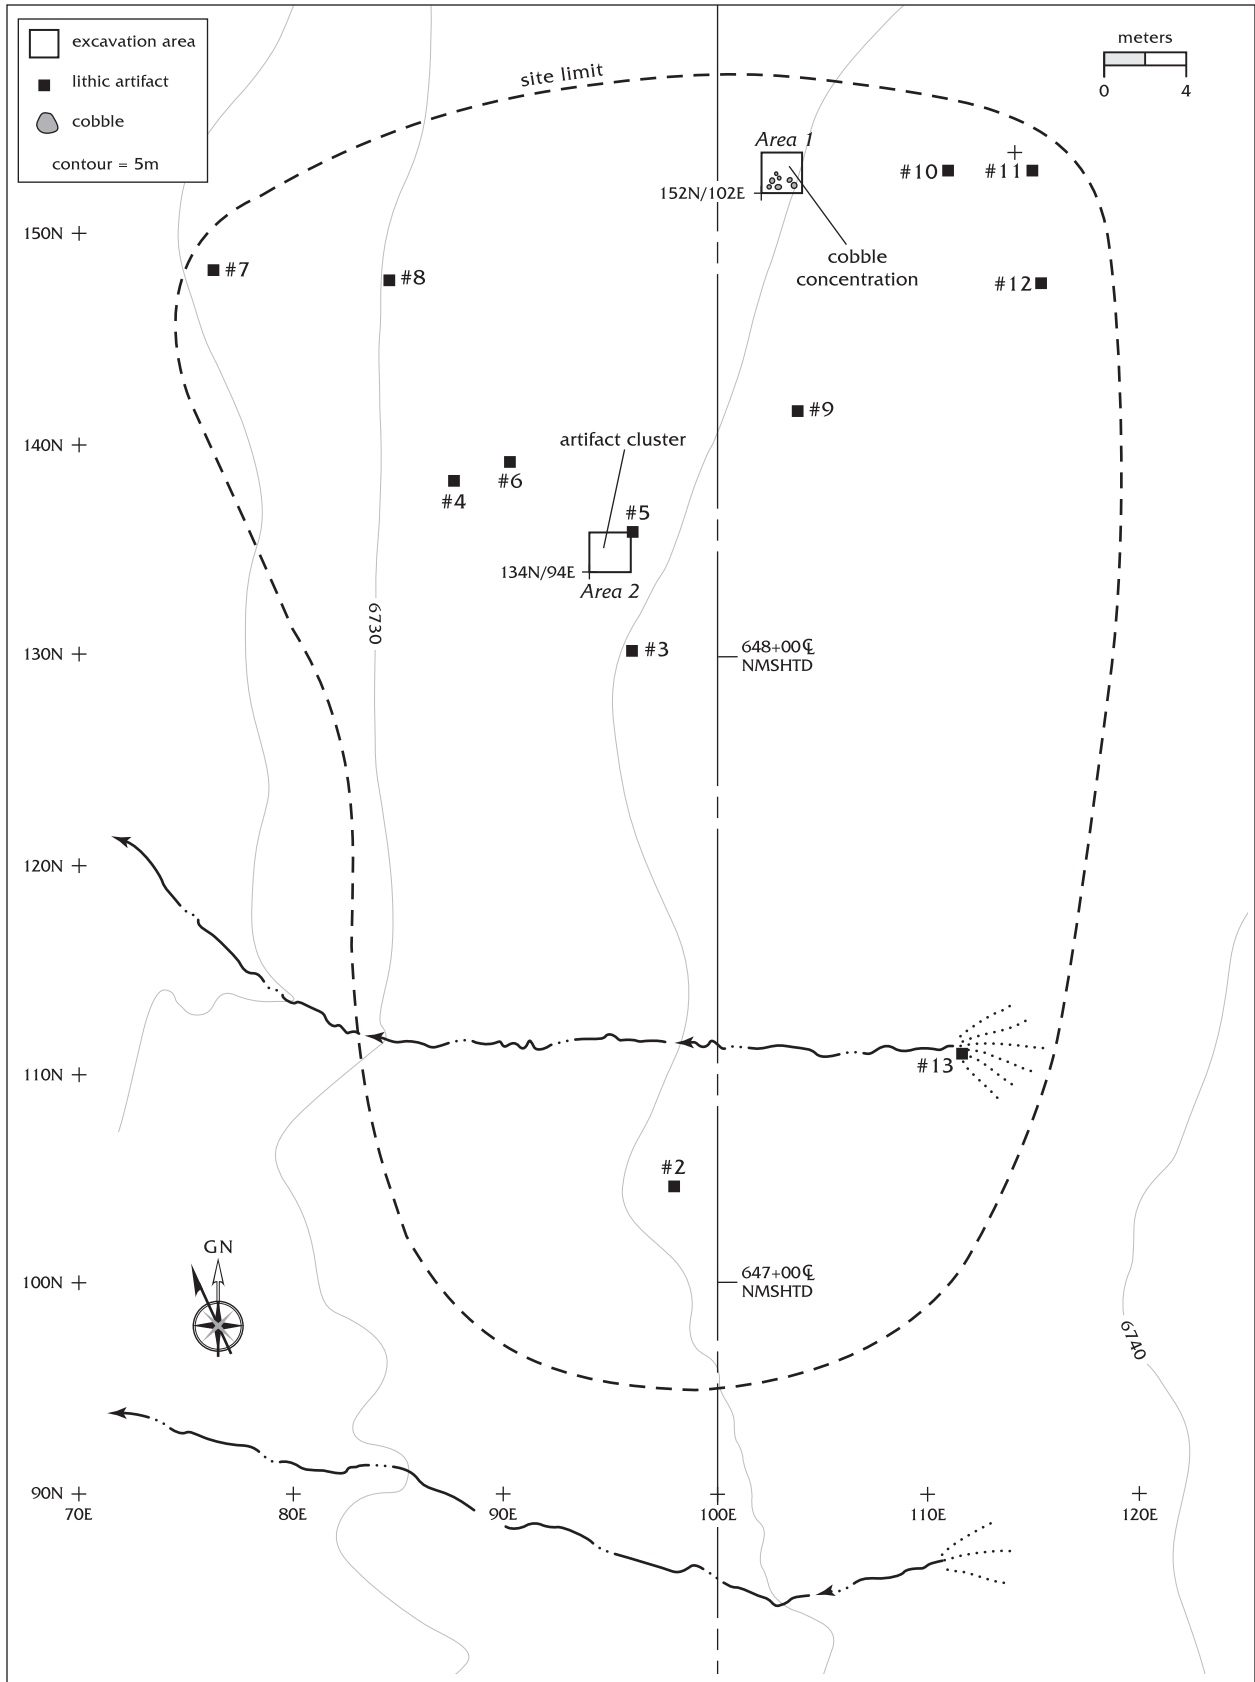 excavation area
lithic artifact
cobble
contour = 5m
site limit
meters
0 4
Area 1
#10
#11
152N/102E
150N
cobble
concentration
#7
#8
#12
#9
140N
artifact cluster
#6
#4
#5
134N/94E
Area 2
6730
130N
#3
648+00℄
NMSHTD
120N
110N
#13
#2
GN
100N
647+00℄
NMSHTD
6740
90N
70E 80E 90E 100E 110E 120E